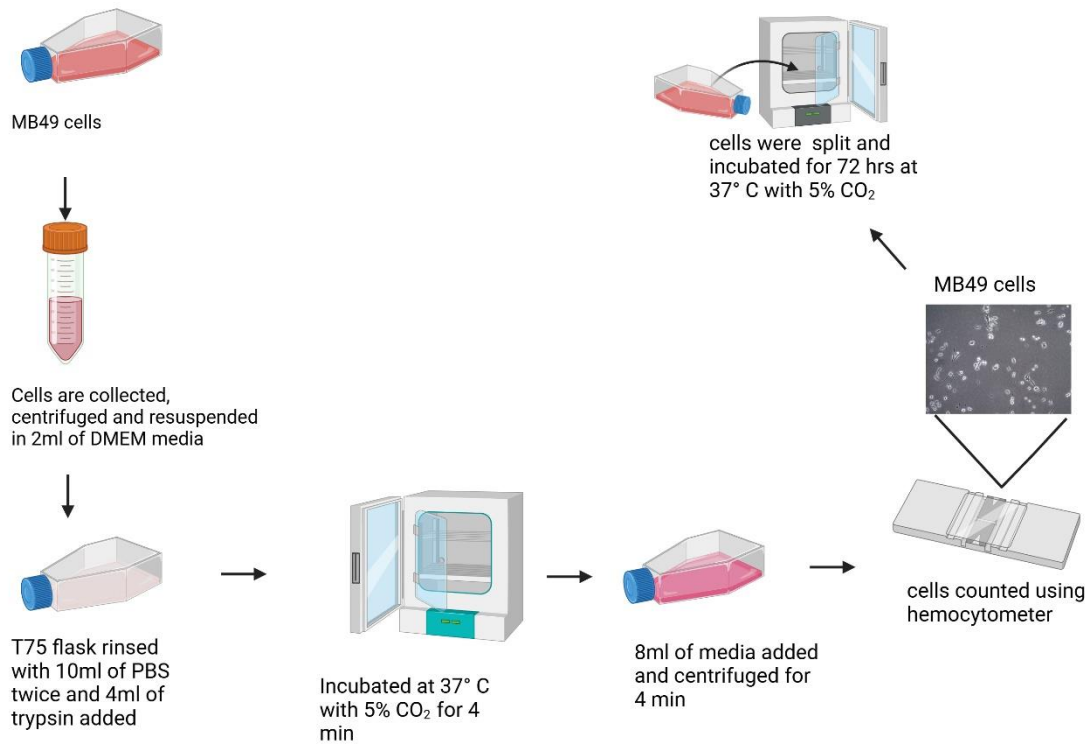 MB49 cells
Cells are collected,
centrifuged and resuspended
in 2ml of DMEM media
T75 flask rinsed
with 10ml of PBS
twice and 4ml of
trypsin added
Incubated at 37° C
with 5% CO₂ for 4
min
8ml of media added
and centrifuged for
4 min
cells counted using
hemocytometer
MB49 cells
cells were  split and
incubated for 72 hrs at
37° C with 5% CO₂